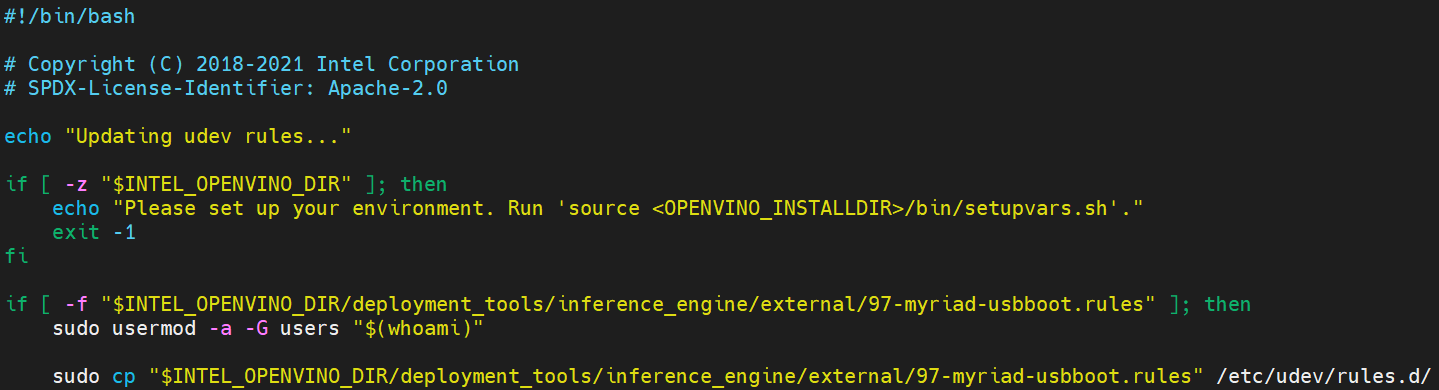 #!/bin/bash

# Copyright (C) 2018-2021 Intel Corporation
# SPDX-License-Identifier: Apache-2.0

echo "Updating udev rules..."

if [ -z "$INTEL_OPENVINO_DIR" ]; then
    echo "Please set up your environment. Run 'source <OPENVINO_INSTALLDIR>/bin/setupvars.sh'."
    exit -1
fi

if [ -f "$INTEL_OPENVINO_DIR/deployment_tools/inference_engine/external/97-myriad-usbboot.rules" ]; then
    sudo usermod -a -G users "$(whoami)"

    sudo cp "$INTEL_OPENVINO_DIR/deployment_tools/inference_engine/external/97-myriad-usbboot.rules" /etc/udev/rules.d/